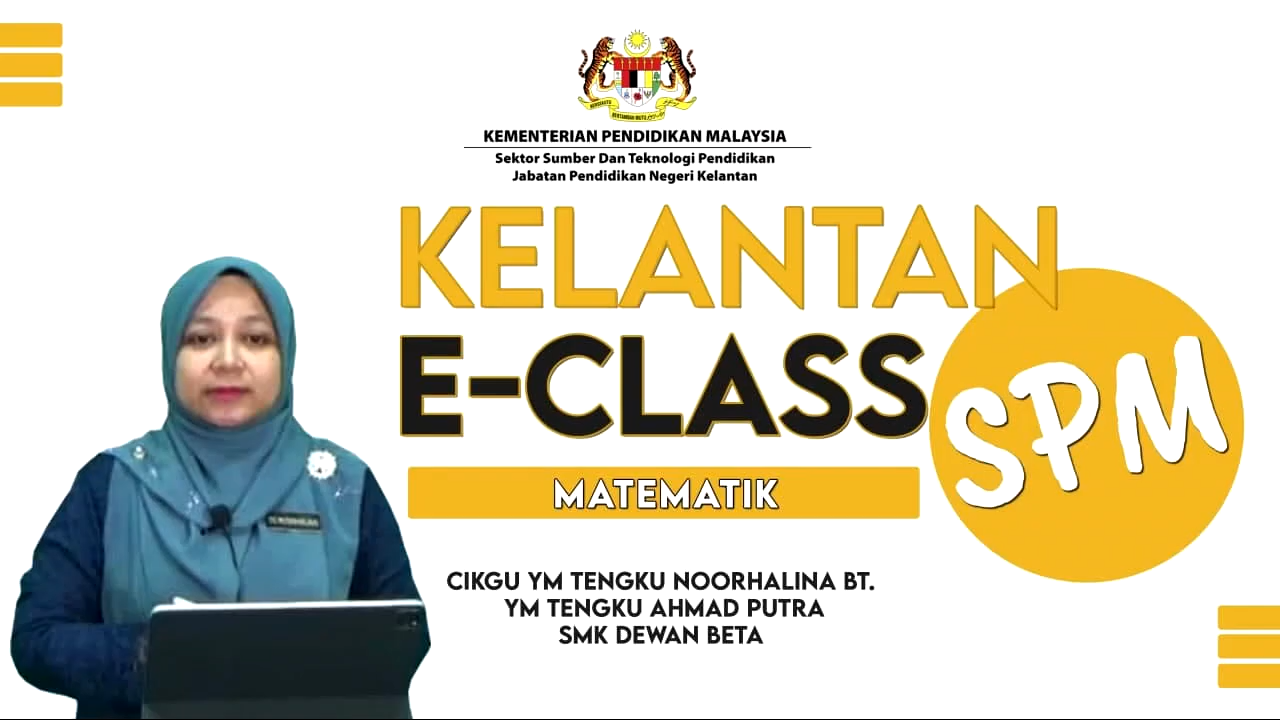 KEMENTERIAN PENDIDIKAN MALAYSIA
Sektor Sumber Dan Teknologi Pendidikan
Jabatan Pendidikan Negeri Kelantan
KELANTAN
E-CLASS
SPM
MATEMATIK
CIKGU YM TENGKU NOORHALINA BT.
YM TENGKU AHMAD PUTRA
SMK DEWAN BETA